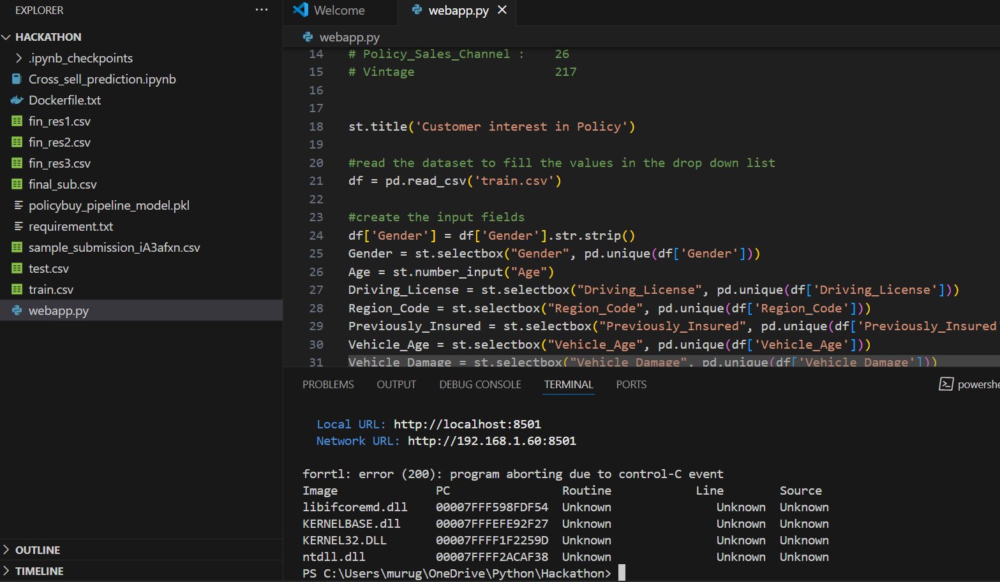 EXPLORER
···
HACKATHON
.ipynb_checkpoints
Cross_sell_prediction.ipynb
Dockerfile.txt
fin_res1.csv
fin_res2.csv
fin_res3.csv
final_sub.csv
policybuy_pipeline_model.pkl
requirement.txt
sample_submission_iA3afxn.csv
test.csv
train.csv
webapp.py
OUTLINE
TIMELINE
Welcome
webapp.py
webapp.py
14 # Policy_Sales_Channel : 26
15 # Vintage 217
16
17
18 st.title('Customer interest in Policy')
19
20 #read the dataset to fill the values in the drop down list
21 df = pd.read_csv('train.csv')
22
23 #create the input fields
24 df['Gender'] = df['Gender'].str.strip()
25 Gender = st.selectbox("Gender", pd.unique(df['Gender']))
26 Age = st.number_input("Age")
27 Driving_License = st.selectbox("Driving_License", pd.unique(df['Driving_License']))
28 Region_Code = st.selectbox("Region_Code", pd.unique(df['Region_Code']))
29 Previously_Insured = st.selectbox("Previously_Insured", pd.unique(df['Previously_Insured'
30 Vehicle_Age = st.selectbox("Vehicle_Age", pd.unique(df['Vehicle_Age']))
31 Vehicle_Damage = st.selectbox("Vehicle_Damage", pd.unique(df['Vehicle_Damage']))
PROBLEMS OUTPUT DEBUG CONSOLE TERMINAL PORTS powershe
Local URL: http://localhost:8501
Network URL: http://192.168.1.60:8501
forrtl: error (200): program aborting due to control-C event
Image PC Routine Line Source
libifcoremd.dll 00007FFF598FDF54 Unknown Unknown Unknown
KERNELBASE.dll 00007FFFEFE92F27 Unknown Unknown Unknown
KERNEL32.DLL 00007FFFF1F2259D Unknown Unknown Unknown
ntdll.dll 00007FFFF2ACAF38 Unknown Unknown Unknown
PS C:\Users\murug\OneDrive\Python\Hackathon>